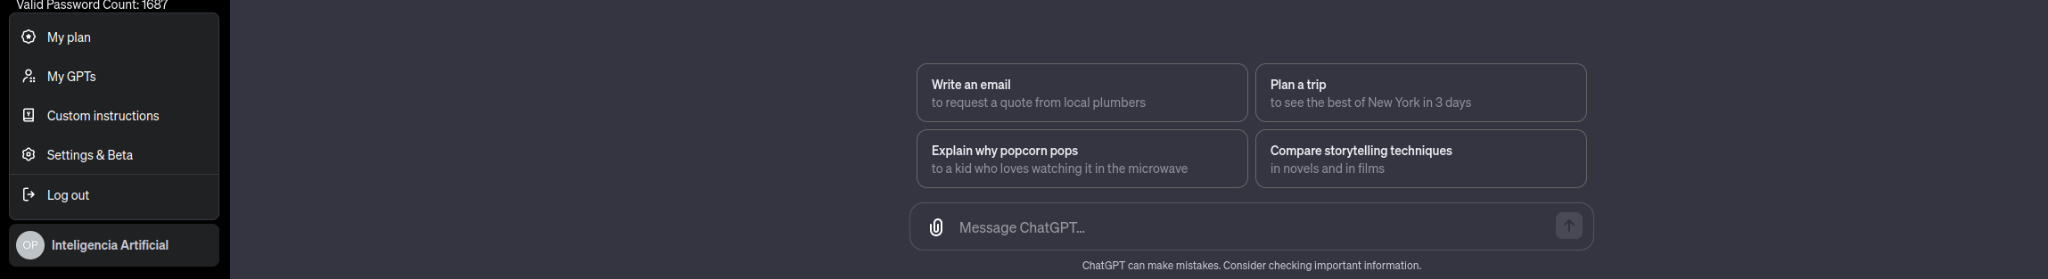 Valid Password Count: 1687
My plan
My GPTs
Custom instructions
Settings & Beta
Log out
OP
Inteligencia Artificial
Write an email
to request a quote from local plumbers
Plan a trip
to see the best of New York in 3 days
Explain why popcorn pops
to a kid who loves watching it in the microwave
Compare storytelling techniques
in novels and in films
Message ChatGPT...
ChatGPT can make mistakes. Consider checking important information.